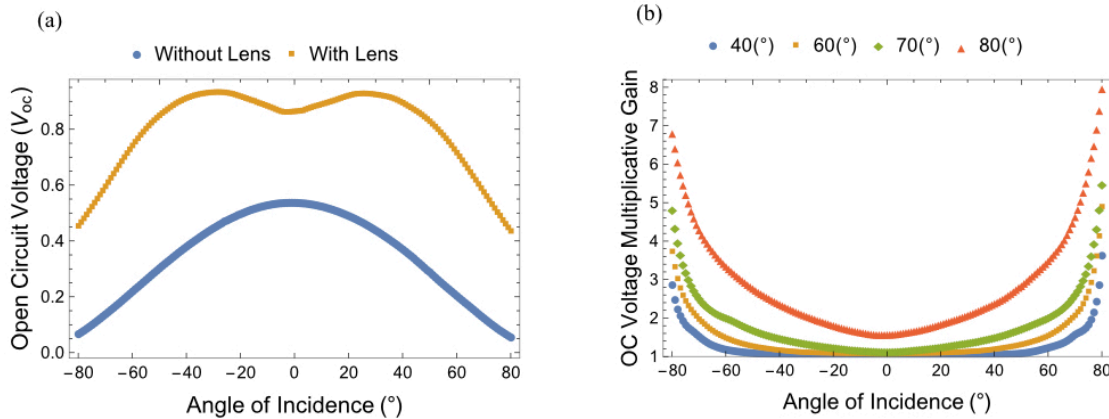 (a)
Without Lens With Lens
Open Circuit Voltage (Voc)
0.8
0.6
0.4
0.2
0.0
−80 −60 −40 −20 0 20 40 60 80
Angle of Incidence (°)
(b)
40(°) 60(°) 70(°) 80(°)
OC Voltage Multiplicative Gain
8
7
6
5
4
3
2
1
−80 −60 −40 −20 0 20 40 60 80
Angle of Incidence (°)